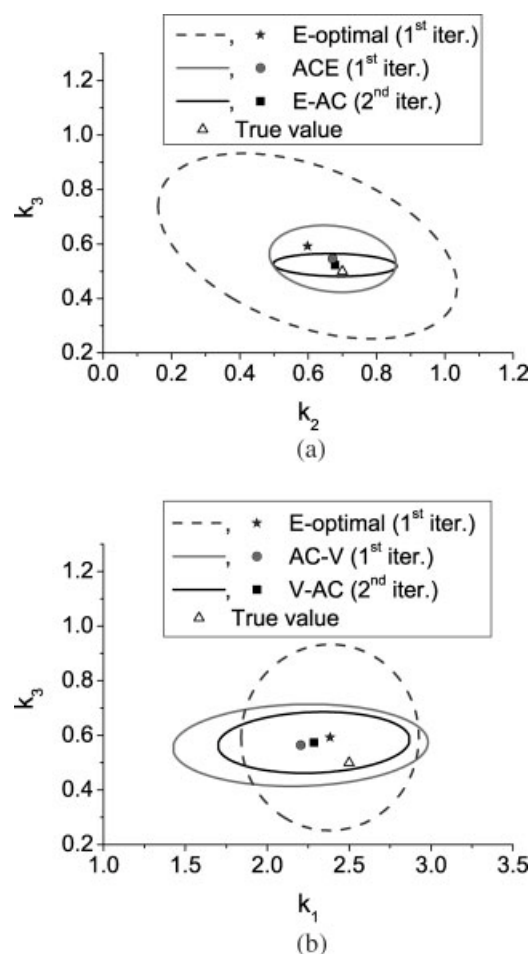 , E-optimal (1st iter.)
, ACE (1st iter.)
, E-AC (2nd iter.)
True value
1.3
1.0
0.8
0.6
0.4
0.2
k3
0.0 0.2 0.4 0.6 0.8 1.0 1.2
k2
(a)
, E-optimal (1st iter.)
, AC-V (1st iter.)
, V-AC (2nd iter.)
True value
1.3
1.0
0.8
0.6
0.4
0.2
k3
1.0 1.5 2.0 2.5 3.0 3.5
k1
(b)